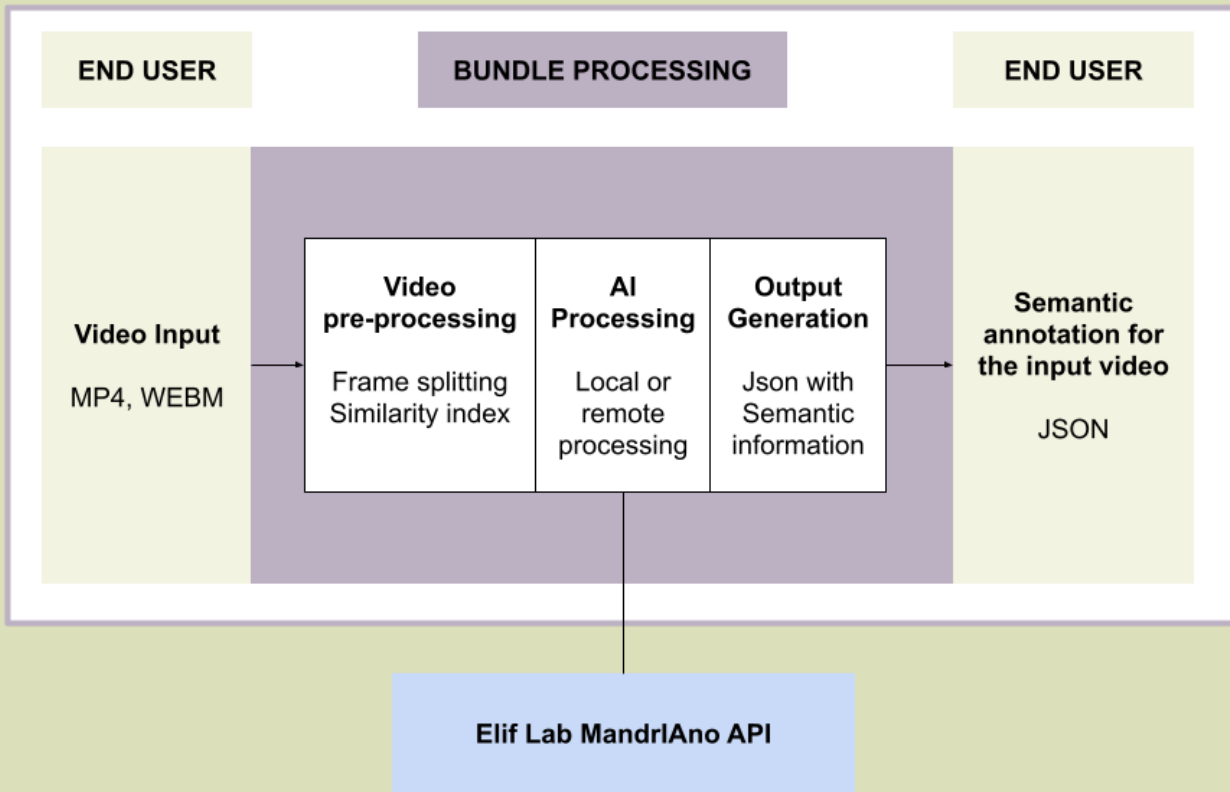 END USER
BUNDLE PROCESSING
END USER
Video Input
MP4, WEBM
Video
pre-processing
Frame splitting
Similarity index
AI
Processing
Local or
remote
processing
Output
Generation
Json with
Semantic
information
Semantic
annotation for
the input video
JSON
Elif Lab MandrIAno API